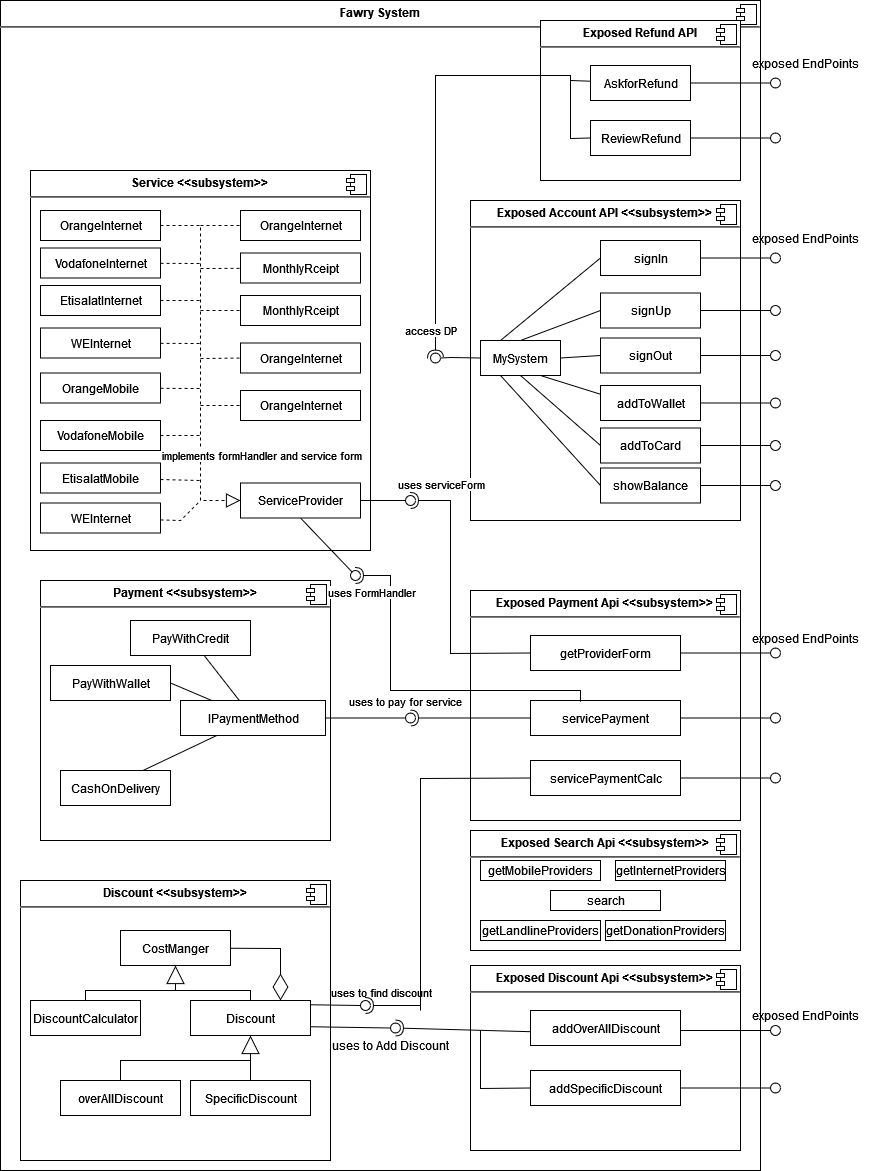 Fawry System
Exposed Refund API
exposed EndPoints
AskforRefund
ReviewRefund
Service <<subsystem>>
OrangeInternet
OrangeInternet
VodafoneInternet
MonthlyRceipt
EtisalatInternet
MonthlyRceipt
WEInternet
OrangeInternet
OrangeMobile
OrangeInternet
VodafoneMobile
implements formHandler and service form
EtisalatMobile
ServiceProvider
WEInternet
Exposed Account API <<subsystem>>
exposed EndPoints
signIn
signUp
access DP
MySystem
signOut
addToWallet
addToCard
showBalance
uses serviceForm
uses FormHandler
Payment <<subsystem>>
PayWithCredit
PayWithWallet
IPaymentMethod
CashOnDelivery
uses to pay for service
Exposed Payment Api <<subsystem>>
exposed EndPoints
getProviderForm
servicePayment
servicePaymentCalc
Exposed Search Api <<subsystem>>
getMobileProviders
getInternetProviders
search
getLandlineProviders
getDonationProviders
Discount <<subsystem>>
CostManger
DiscountCalculator
Discount
overAllDiscount
SpecificDiscount
uses to find discount
uses to Add Discount
Exposed Discount Api <<subsystem>>
exposed EndPoints
addOverAllDiscount
addSpecificDiscount